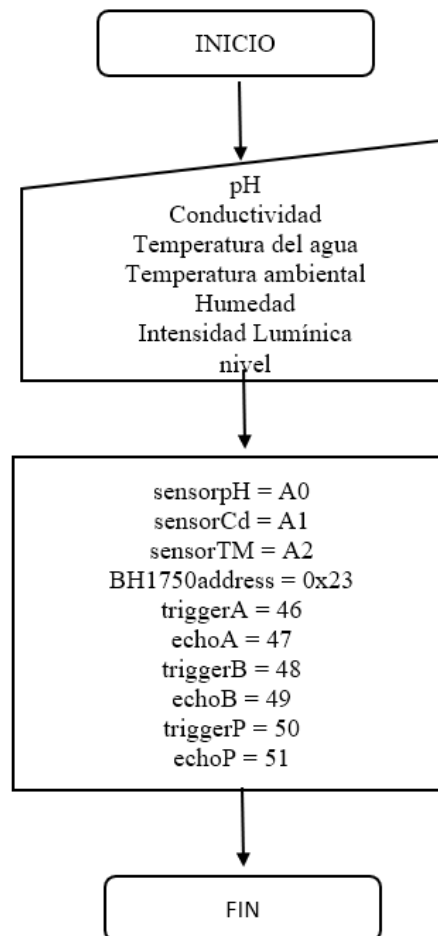 INICIO
pH
Conductividad
Temperatura del agua
Temperatura ambiental
Humedad
Intensidad Lumínica
nivel
sensorpH = A0
sensorCd = A1
sensorTM = A2
BH1750address = 0x23
triggerA = 46
echoA = 47
triggerB = 48
echoB = 49
triggerP = 50
echoP = 51
FIN